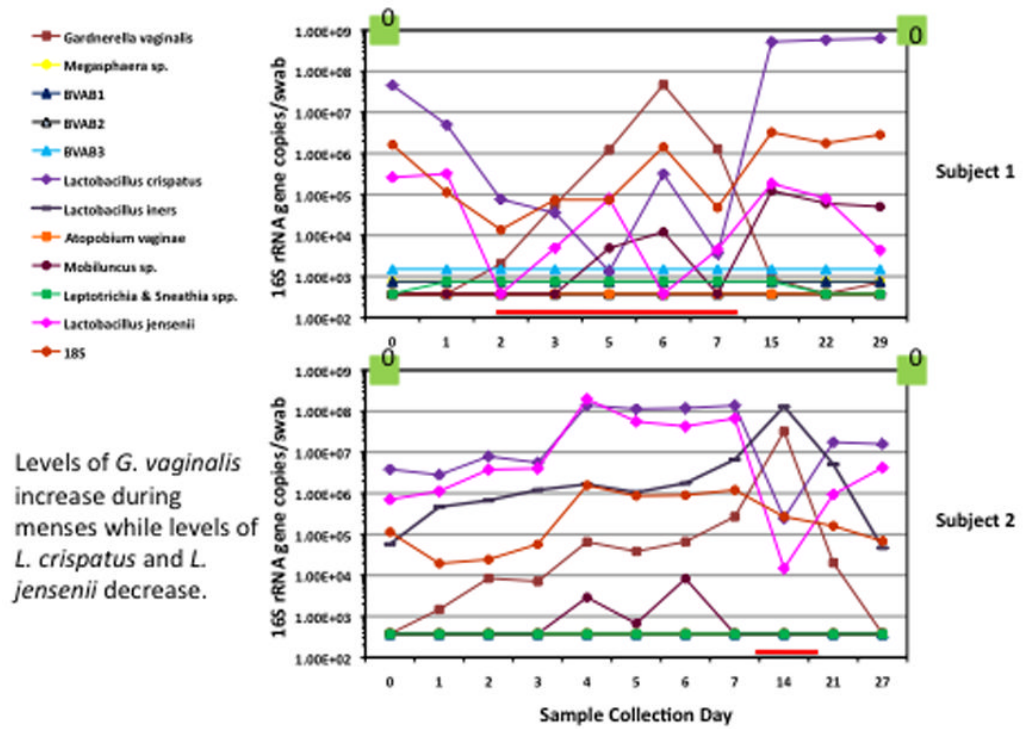 0
0
Gardnerella vaginalis
Megasphaera sp.
BVAB1
BVAB2
BVAB3
Lactobacillus crispatus
Lactobacillus iners
Atopobium vaginae
Mobiluncus sp.
Leptotrichia & Sneathia spp.
Lactobacillus jensenii
18S
16S rRNA gene copies/swab
1.00E+09
1.00E+08
1.00E+07
1.00E+06
1.00E+05
1.00E+04
1.00E+03
1.00E+02
0 1 2 3 5 6 7 15 22 29
Subject 1
0
0
16S rRNA gene copies/swab
1.00E+09
1.00E+08
1.00E+07
1.00E+06
1.00E+05
1.00E+04
1.00E+03
1.00E+02
0 1 2 3 4 5 6 7 14 21 27
Sample Collection Day
Subject 2
Levels of G. vaginalis
increase during
menses while levels of
L. crispatus and L.
jensenii decrease.